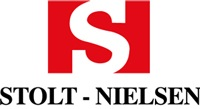 S
STOLT - NIELSEN